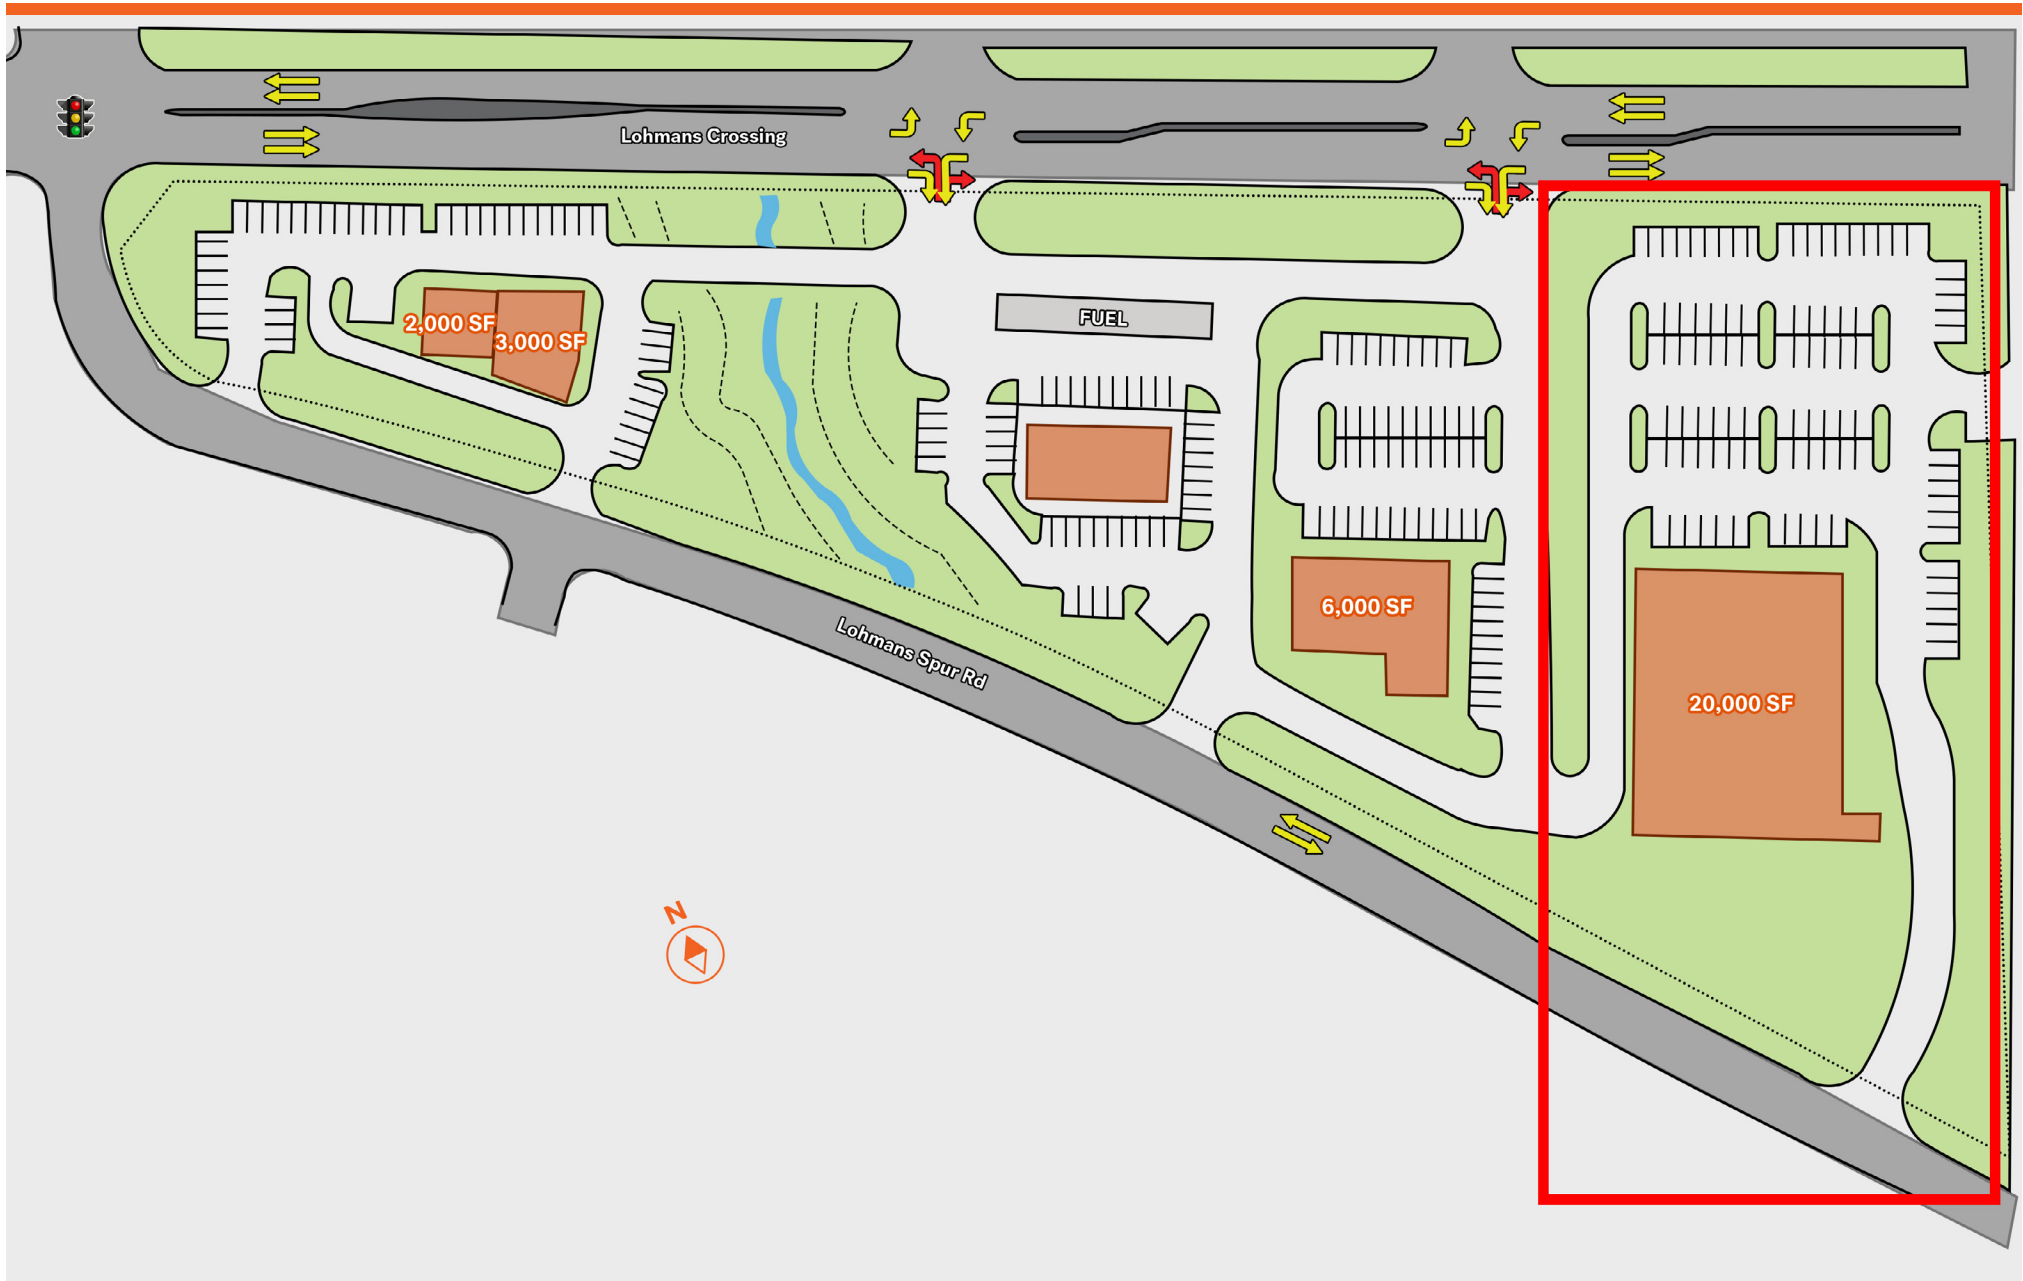 Lohmans Crossing
FUEL
2,000 SF
3,000 SF
6,000 SF
Lohmans Spur Rd
20,000 SF
N